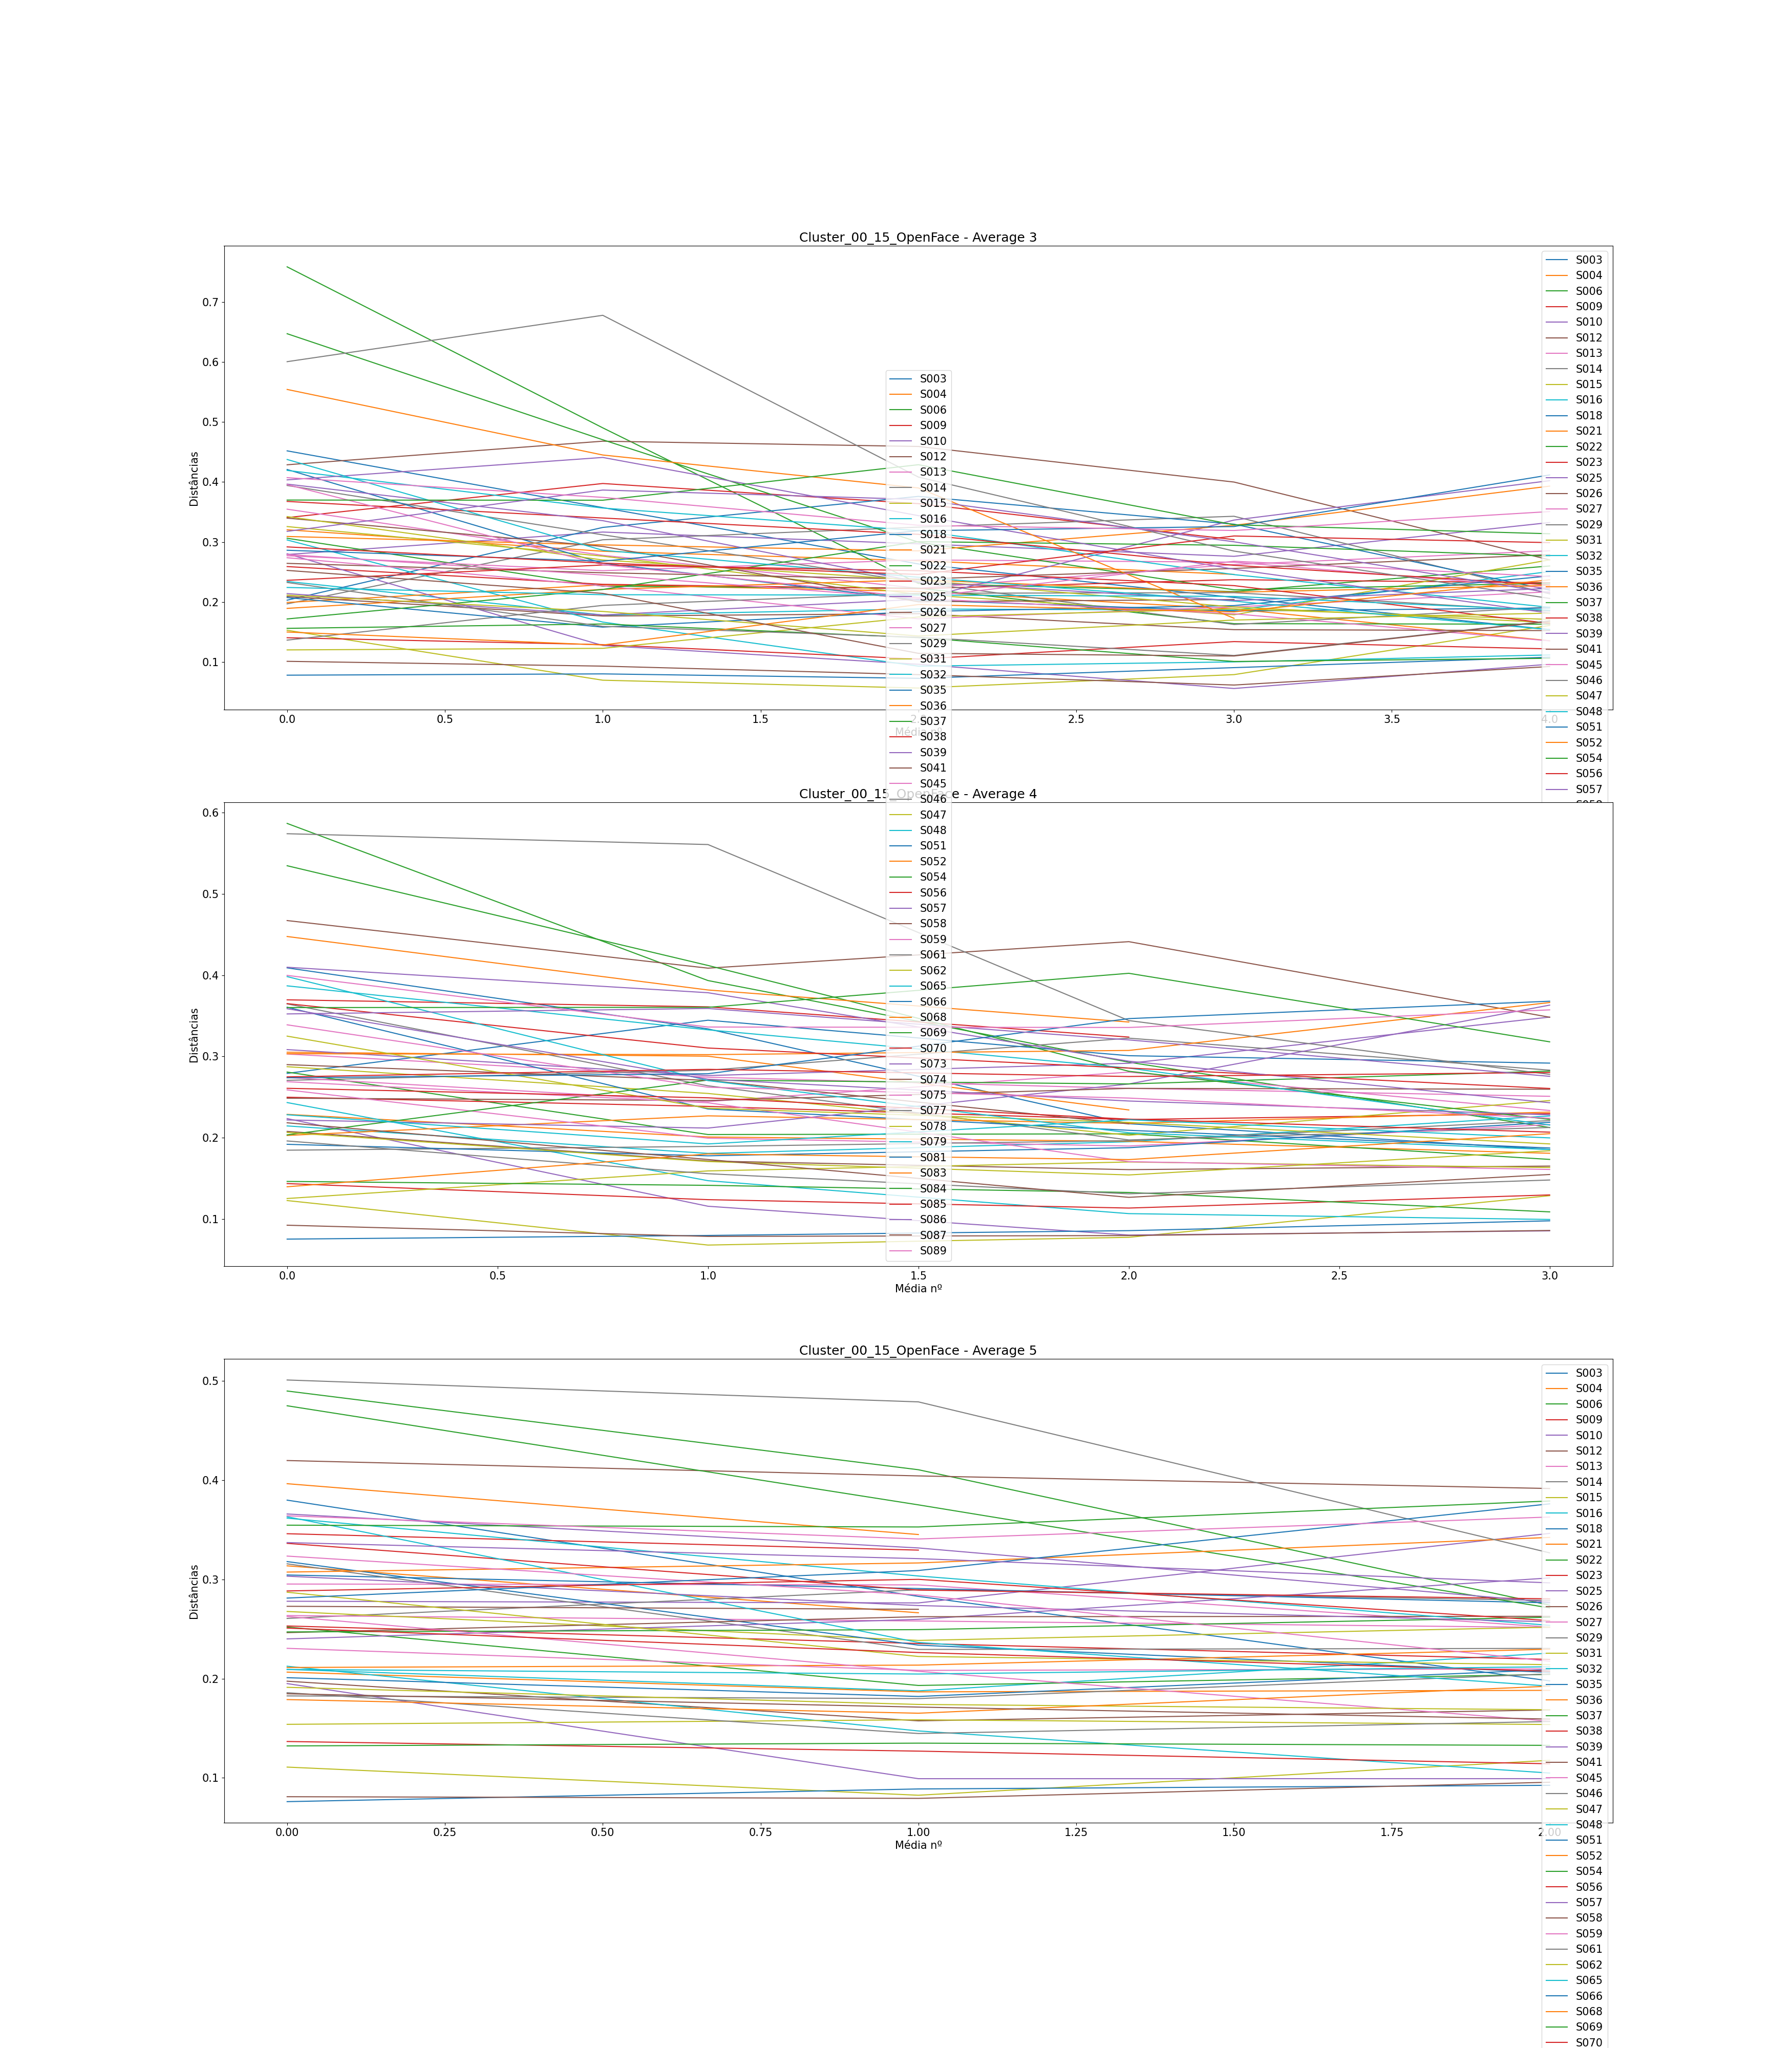 Cluster_00_15_OpenFace - Average 3
Distâncias
0.7
0.6
0.5
0.4
0.3
0.2
0.1
0.0
0.5
1.0
1.5
2.5
3.0
3.5
4.0
S003
S004
S006
S009
S010
S012
S013
S014
S015
S016
S018
S021
S022
S023
S025
S026
S027
S029
S031
S032
S035
S036
S037
S038
S039
S041
S045
S046
S047
S048
S051
S052
S054
S056
S057
Cluster_00_15_OpenFace - Average 4
Distâncias
0.6
0.5
0.4
0.3
0.2
0.1
0.0
0.5
1.0
1.5
2.0
2.5
3.0
Média nº
S003
S004
S006
S009
S010
S012
S013
S014
S015
S016
S018
S021
S022
S023
S025
S026
S027
S029
S031
S032
S035
S036
S037
S038
S039
S041
S045
S046
S047
S048
S051
S052
S054
S056
S057
S058
S059
S061
S062
S065
S066
S068
S069
S070
S073
S074
S075
S077
S078
S079
S081
S083
S084
S085
S086
S087
S089
Cluster_00_15_OpenFace - Average 5
Distâncias
0.5
0.4
0.3
0.2
0.1
0.00
0.25
0.50
0.75
1.00
1.25
1.50
1.75
2.00
Média nº
S003
S004
S006
S009
S010
S012
S013
S014
S015
S016
S018
S021
S022
S023
S025
S026
S027
S029
S031
S032
S035
S036
S037
S038
S039
S041
S045
S046
S047
S048
S051
S052
S054
S056
S057
S058
S059
S061
S062
S065
S066
S068
S069
S070